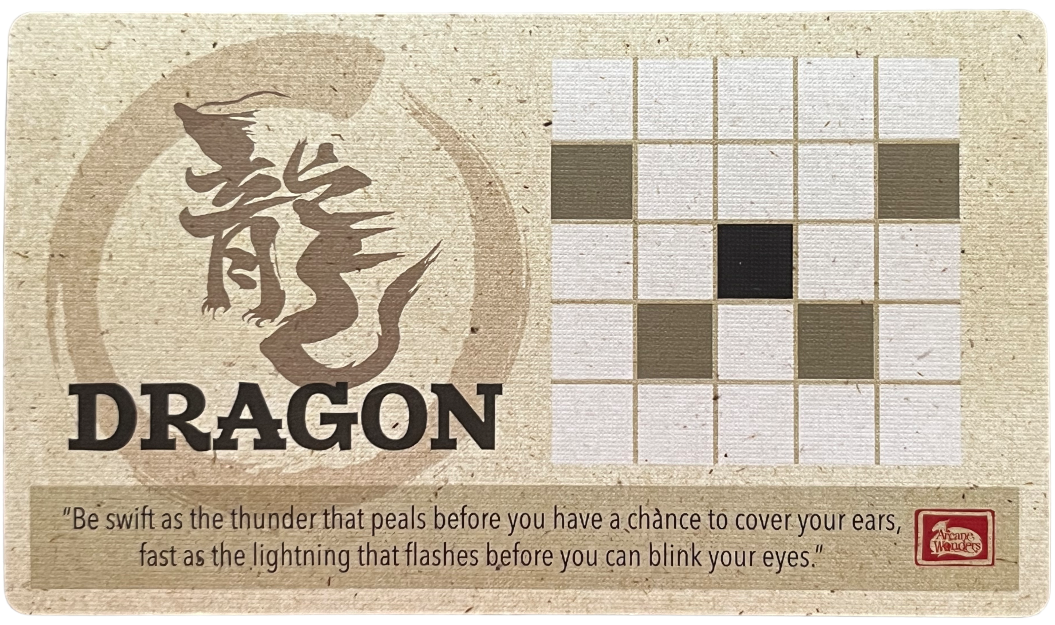 龍
DRAGON
"Be swift as the thunder that peals before you have a chance to cover your ears,
fast as the lightning that flashes before you can blink your eyes."
Arcane
Wonders